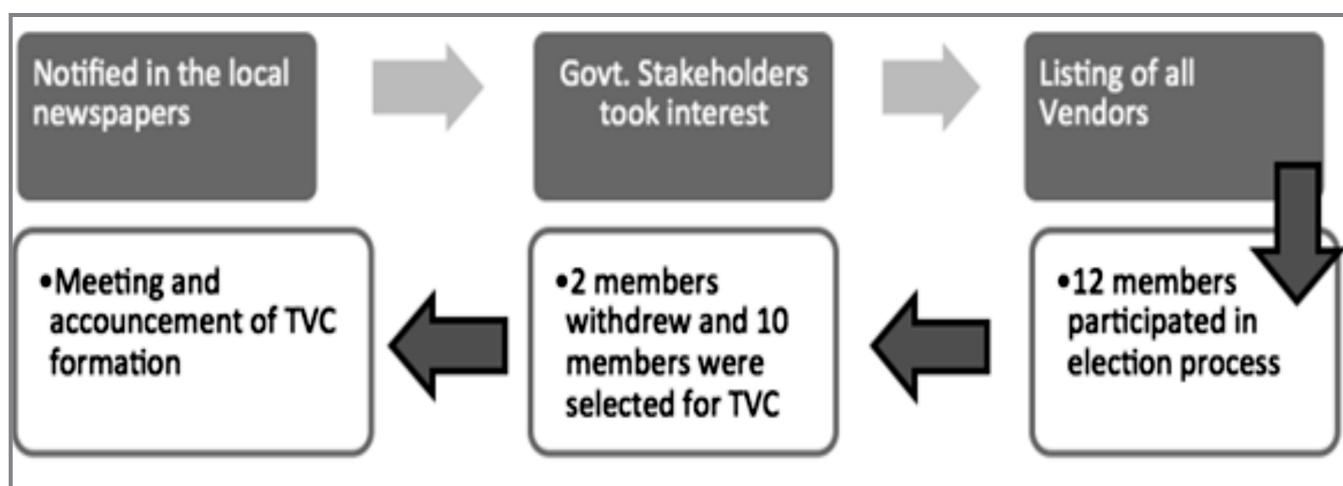 Notified in the local
newspapers
Govt. Stakeholders
took interest
Listing of all
Vendors
•12 members
participated in
election process
•2 members
withdrew and 10
members were
selected for TVC
•Meeting and
accouncement of TVC
formation